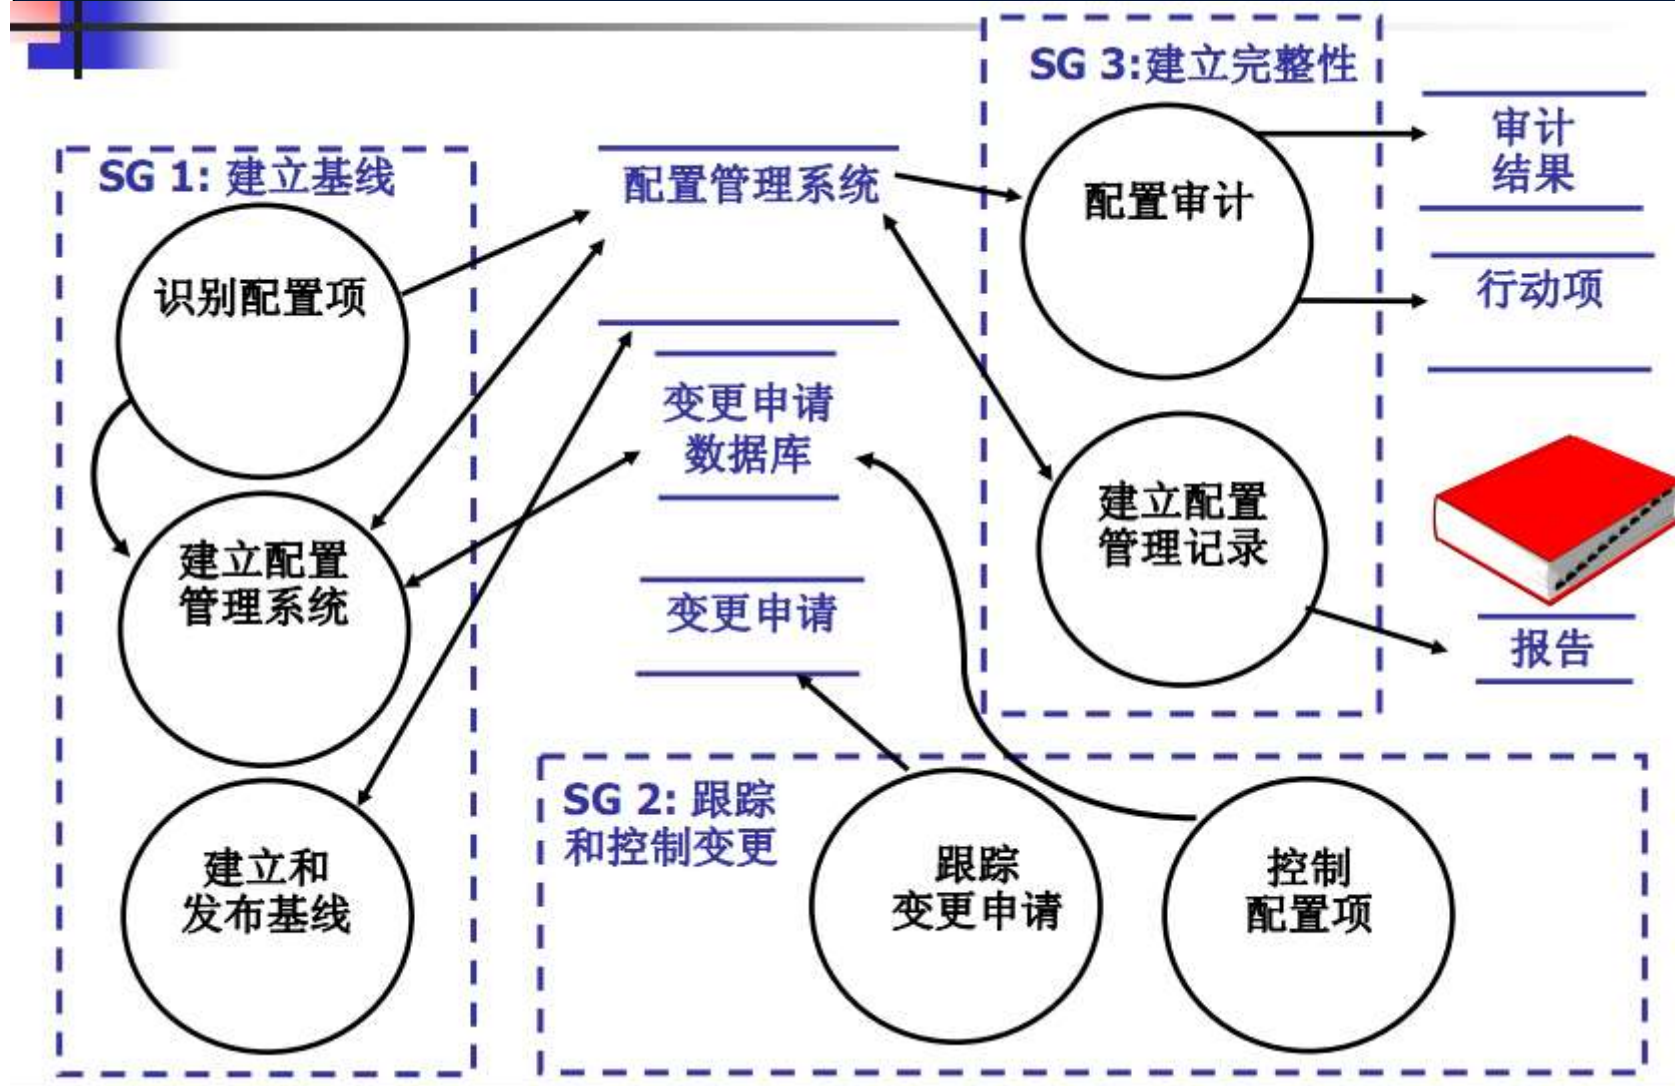 SG 1: 建立基线
识别配置项
建立配置
管理系统
建立和
发布基线
配置管理系统
变更申请
数据库
变更申请
SG 3:建立完整性
配置审计
建立配置
管理记录
审计
结果
行动项
报告
SG 2: 跟踪
和控制变更
跟踪
变更申请
控制
配置项